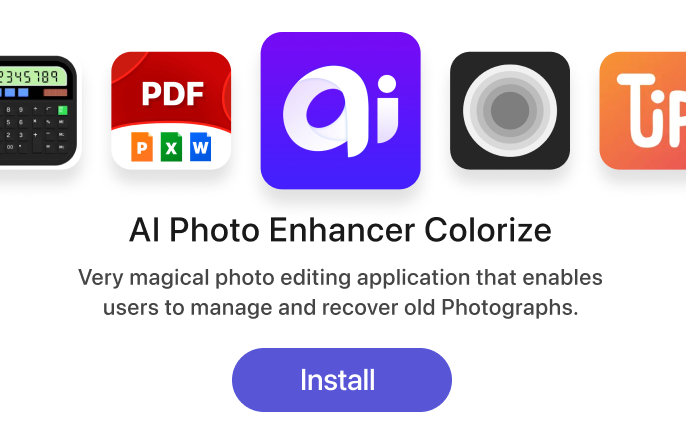 2345789
PDF
P X W
ai
AI Photo Enhancer Colorize
Very magical photo editing application that enables
users to manage and recover old Photographs.
Install